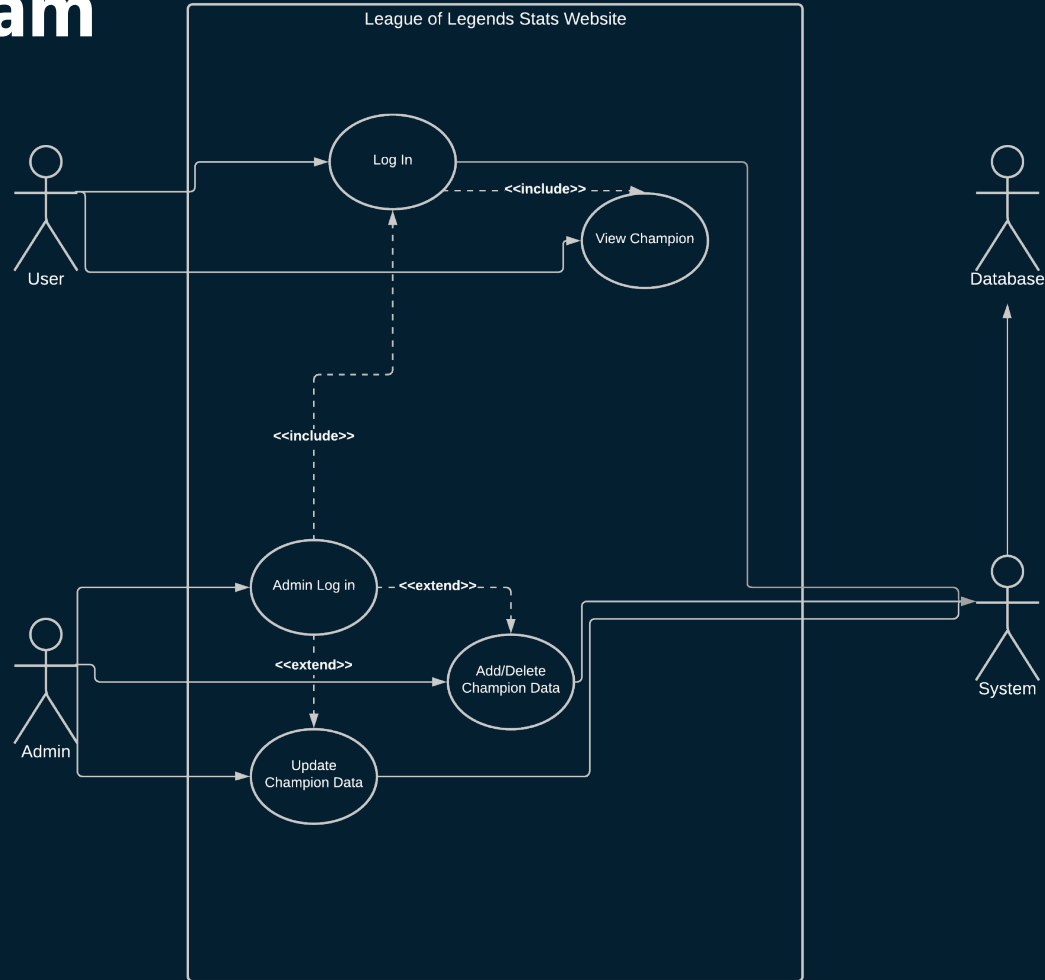 am
League of Legends Stats Website
Log In
<<include>>
View Champion
User
Database
<<include>>
Admin Log in
<<extend>>
<<extend>>
Add/Delete
Champion Data
System
Admin
Update
Champion Data